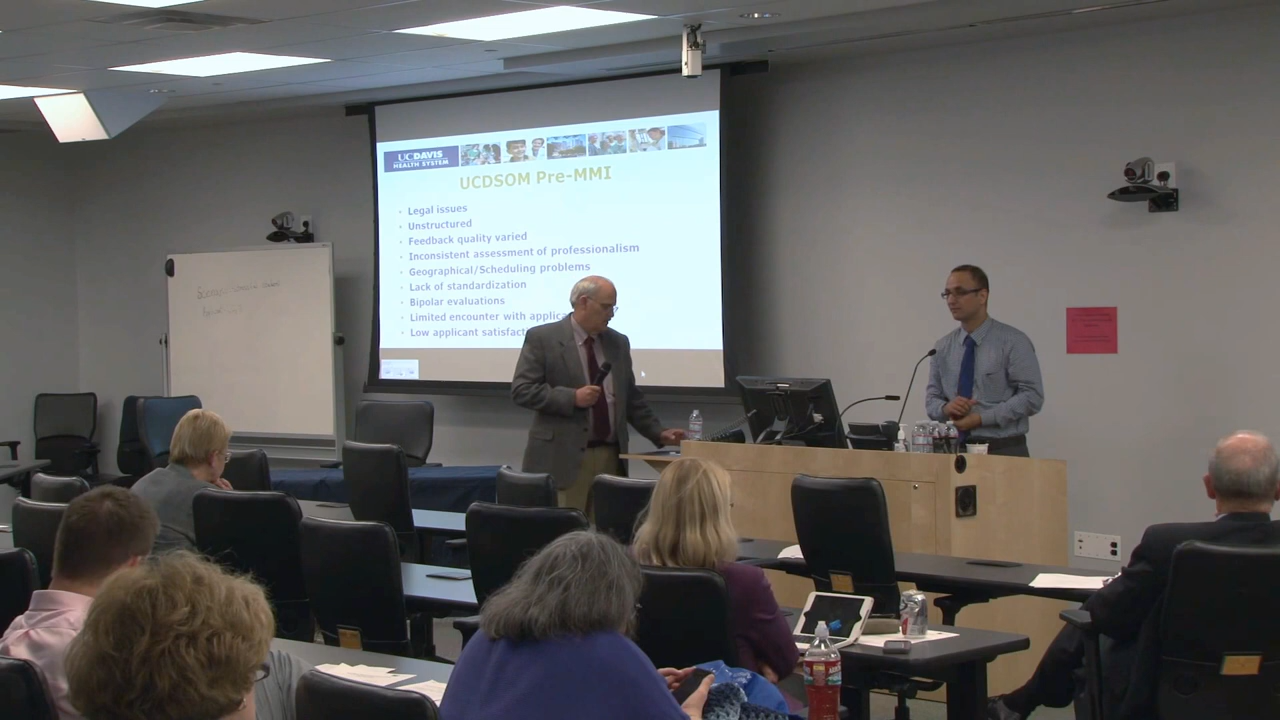 UCDAVIS
HEALTH SYSTEM
UCDSOM Pre-MMI
• Legal issues
• Unstructured
• Feedback quality varied
• Inconsistent assessment of professionalism
• Geographical/Scheduling problems
• Lack of standardization
• Bipolar evaluations
• Limited encounter with applica
• Low applicant satisfact